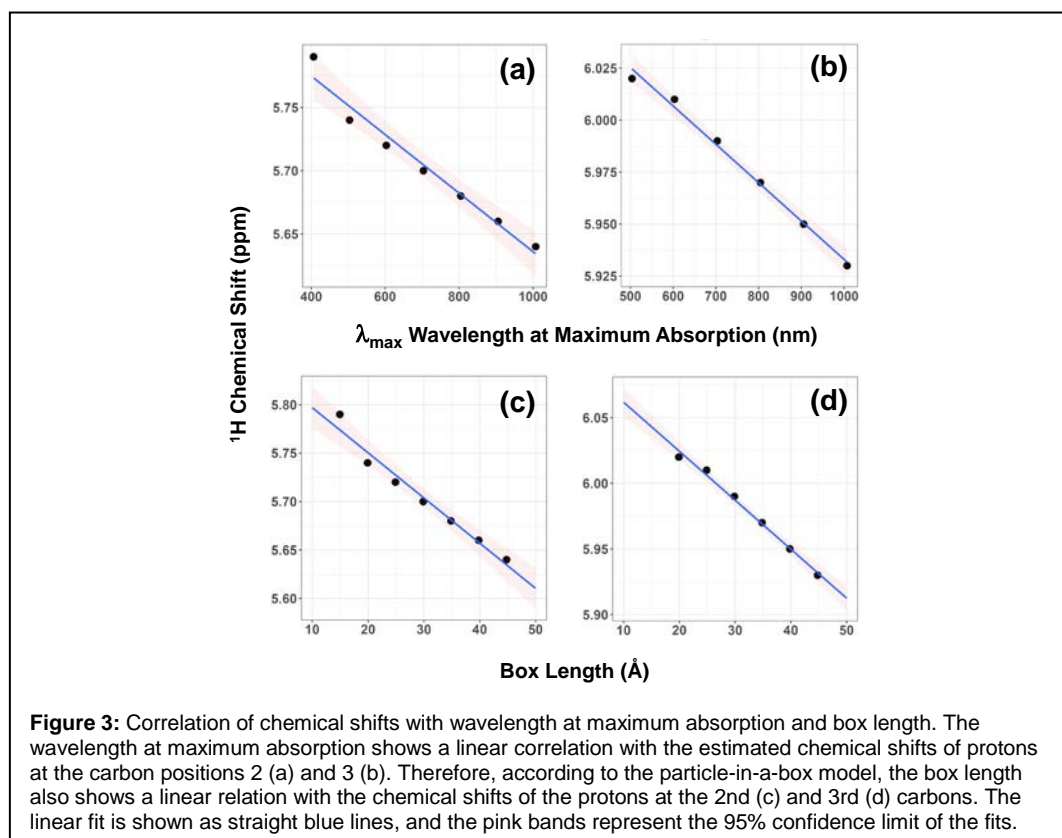 (a)
5.75
5.70
5.65
400 600 800 1000
(b)
6.025
6.000
5.975
5.950
5.925
500 600 700 800 900 1000
¹H Chemical Shift (ppm)
λmax Wavelength at Maximum Absorption (nm)
(c)
5.80
5.75
5.70
5.65
5.60
10 20 30 40 50
(d)
6.05
6.00
5.95
5.90
10 20 30 40 50
Box Length (Å)
Figure 3: Correlation of chemical shifts with wavelength at maximum absorption and box length. The
wavelength at maximum absorption shows a linear correlation with the estimated chemical shifts of protons
at the carbon positions 2 (a) and 3 (b). Therefore, according to the particle-in-a-box model, the box length
also shows a linear relation with the chemical shifts of the protons at the 2nd (c) and 3rd (d) carbons. The
linear fit is shown as straight blue lines, and the pink bands represent the 95% confidence limit of the fits.